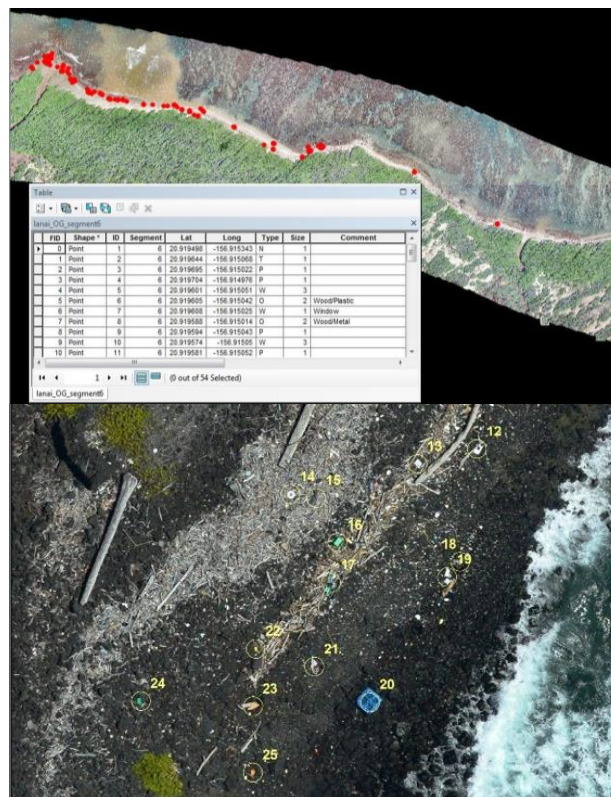 Table
lanai_OG_segment6
FID Shape * ID Segment Lat Long Type Size Comment
0 Point 1 6 20.919498 -156.915343 N 1
1 Point 2 6 20.919644 -156.915068 T 1
2 Point 3 6 20.919695 -156.915022 P 1
3 Point 4 6 20.919704 -156.914976 P 1
4 Point 5 6 20.919601 -156.915051 W 3
5 Point 6 6 20.919605 -156.915042 O 2 Wood/Plastic
6 Point 7 6 20.919608 -156.915025 W 1 Window
7 Point 8 6 20.919588 -156.915014 O 2 Wood/Metal
8 Point 9 6 20.919594 -156.915043 P 1
9 Point 10 6 20.919574 -156.91505 W 3
10 Point 11 6 20.919581 -156.915052 P 1
1 (0 out of 54 Selected)
lanai_OG_segment6
12
13
14
15
16
17
18
19
22
21
20
24
23
25